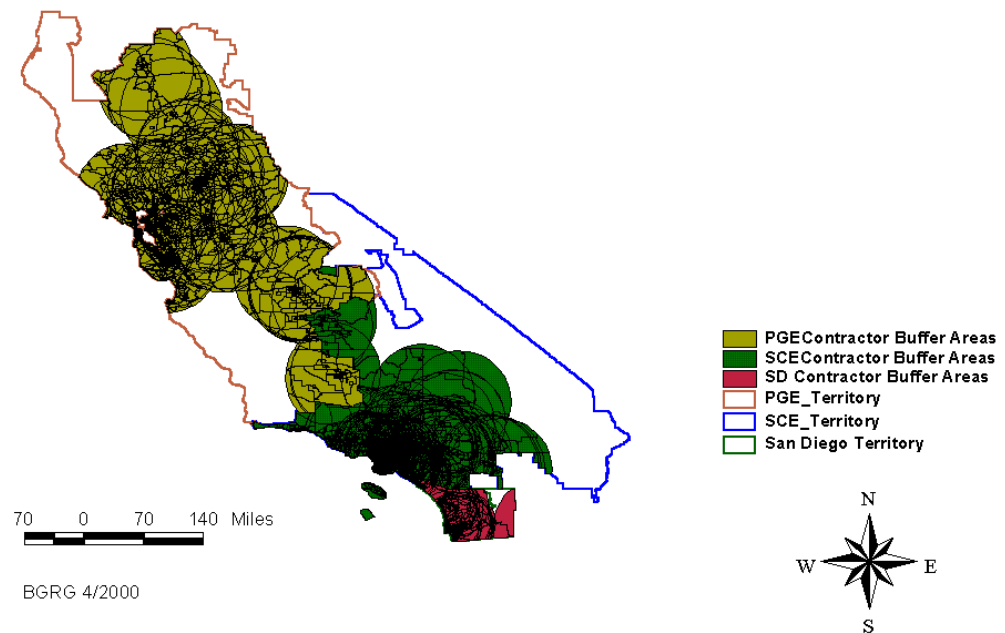 PGEContractor Buffer Areas
SCEContractor Buffer Areas
SD Contractor Buffer Areas
PGE_Territory
SCE_Territory
San Diego Territory
70 0 70 140 Miles
BGRG 4/2000
N
W E
S